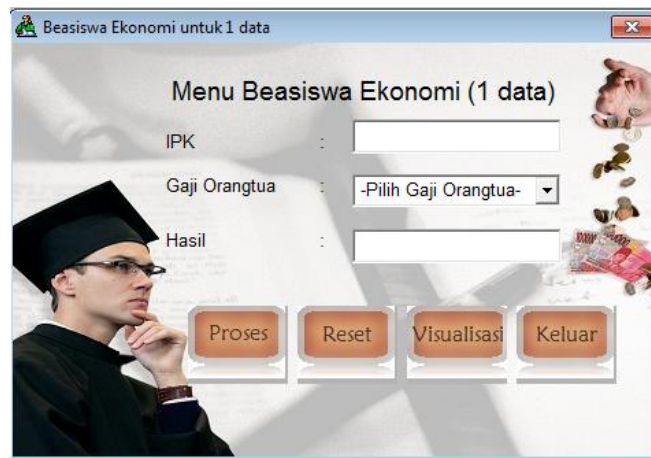 Beasiswa Ekonomi untuk 1 data
Menu Beasiswa Ekonomi (1 data)
IPK :
Gaji Orangtua : -Pilih Gaji Orangtua-
Hasil :
Proses Reset Visualisasi Keluar